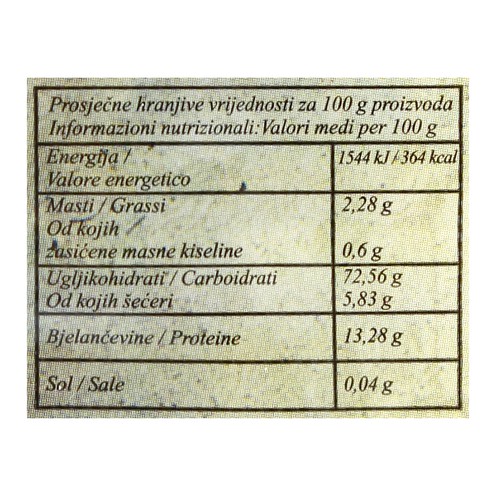 Prosječne hranjive vrijednosti za 100 g proizvoda
Informazioni nutrizionali: Valori medi per 100 g
Energija / 1544 kJ / 364 kcal
Valore energetico
Masti / Grassi 2,28 g
Od kojih
zasićene masne kiseline 0,6 g
Ugljikohidrati / Carboidrati 72,56 g
Od kojih šećeri 5,83 g
Bjelančevine / Proteine 13,28 g
Sol / Sale 0,04 g